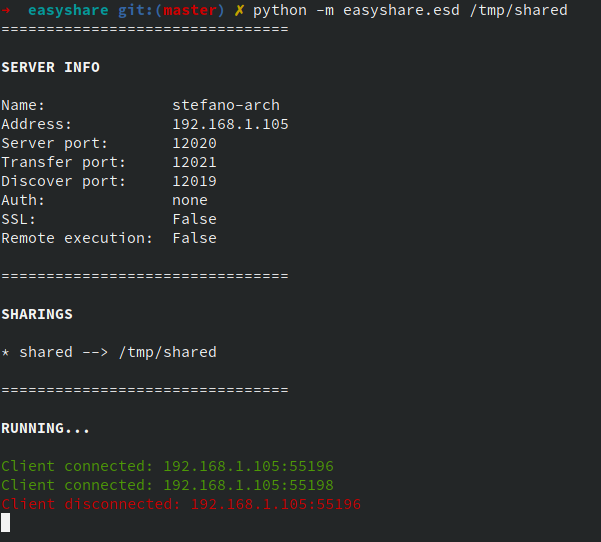 → easyshare git:(master) ✗ python -m easyshare.esd /tmp/shared
================================
SERVER INFO
Name: stefano-arch
Address: 192.168.1.105
Server port: 12020
Transfer port: 12021
Discover port: 12019
Auth: none
SSL: False
Remote execution: False
================================
SHARINGS
* shared --> /tmp/shared
================================
RUNNING...
Client connected: 192.168.1.105:55196
Client connected: 192.168.1.105:55198
Client disconnected: 192.168.1.105:55196